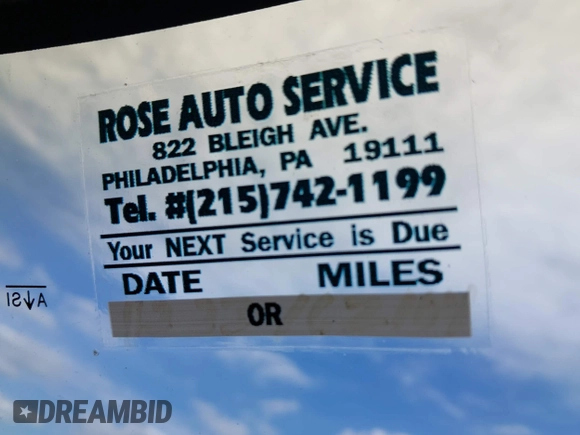 ROSE AUTO SERVICE
822 BLEIGH AVE.
PHILADELPHIA, PA 19111
Tel. #(215)742-1199
Your NEXT Service is Due
DATE MILES
OR
AS1
DREAMBID